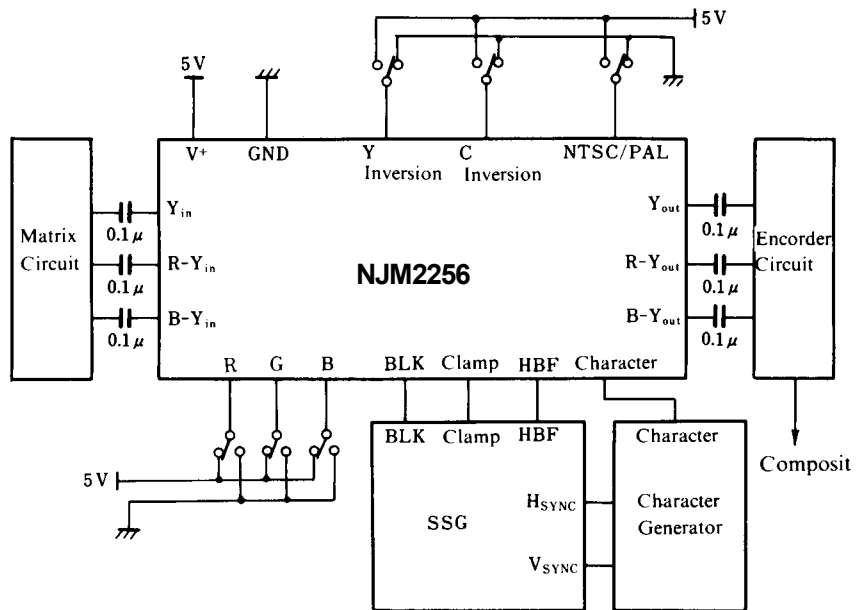 5V
5V
V+ GND Y Inversion C Inversion NTSC/PAL
Matrix Circuit
0.1μ
0.1μ
0.1μ
Yin
R-Yin
B-Yin
NJM2256
Yout
R-Yout
B-Yout
0.1μ
0.1μ
0.1μ
Encorder Circuit
Composit
R G B BLK Clamp HBF Character
5V
BLK Clamp HBF
SSG
HSYNC
VSYNC
Character
Character
Generator